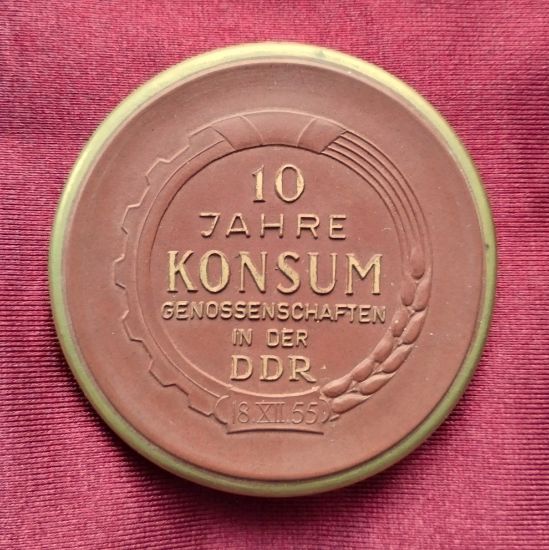 10
JAHRE
KONSUM
GENOSSENSCHAFTEN
IN DER
DDR
18.XII.55